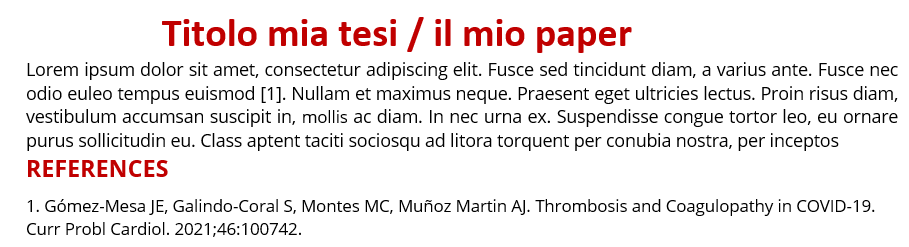 Titolo mia tesi / il mio paper
Lorem ipsum dolor sit amet, consectetur adipiscing elit. Fusce sed tincidunt diam, a varius ante. Fusce nec
odio euleo tempus euismod [1]. Nullam et maximus neque. Praesent eget ultricies lectus. Proin risus diam,
vestibulum accumsan suscipit in, mollis ac diam. In nec urna ex. Suspendisse congue tortor leo, eu ornare
purus sollicitudin eu. Class aptent taciti sociosqu ad litora torquent per conubia nostra, per inceptos
REFERENCES
1. Gómez-Mesa JE, Galindo-Coral S, Montes MC, Muñoz Martin AJ. Thrombosis and Coagulopathy in COVID-19.
Curr Probl Cardiol. 2021;46:100742.